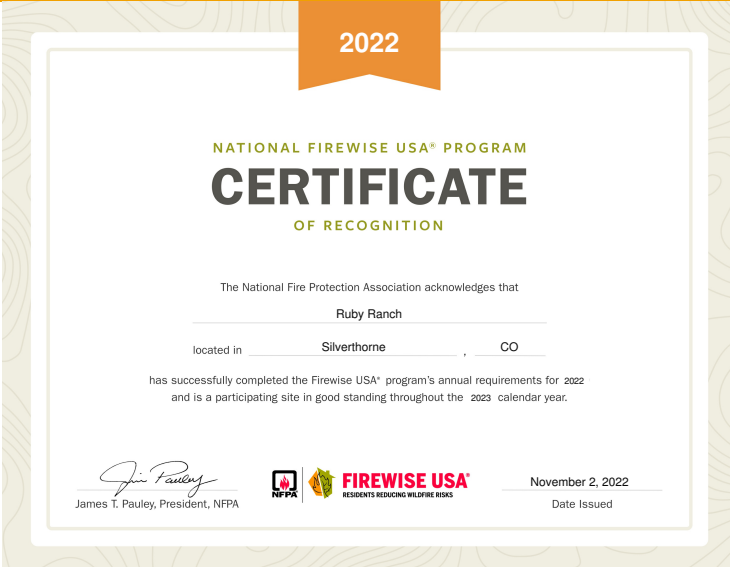 2022
NATIONAL FIREWISE USA® PROGRAM
CERTIFICATE
OF RECOGNITION
The National Fire Protection Association acknowledges that
Ruby Ranch
located in Silverthorne , CO
has successfully completed the Firewise USA® program's annual requirements for 2022
and is a participating site in good standing throughout the 2023 calendar year.
Jim Pauley
James T. Pauley, President, NFPA
NFPA®
FIREWISE USA®
RESIDENTS REDUCING WILDFIRE RISKS
November 2, 2022
Date Issued